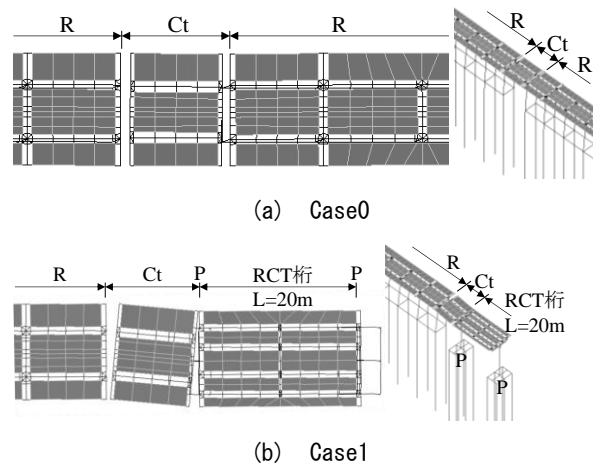 R Ct R
R
Ct
R
(a) Case0
R Ct P RCT桁 P
L=20m
R
Ct
RCT桁
L=20m
P
P
(b) Case1